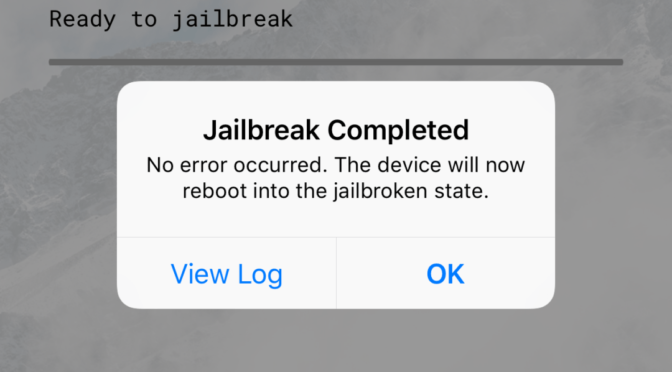 Ready to jailbreak
Jailbreak Completed
No error occurred. The device will now
reboot into the jailbroken state.
View Log
OK